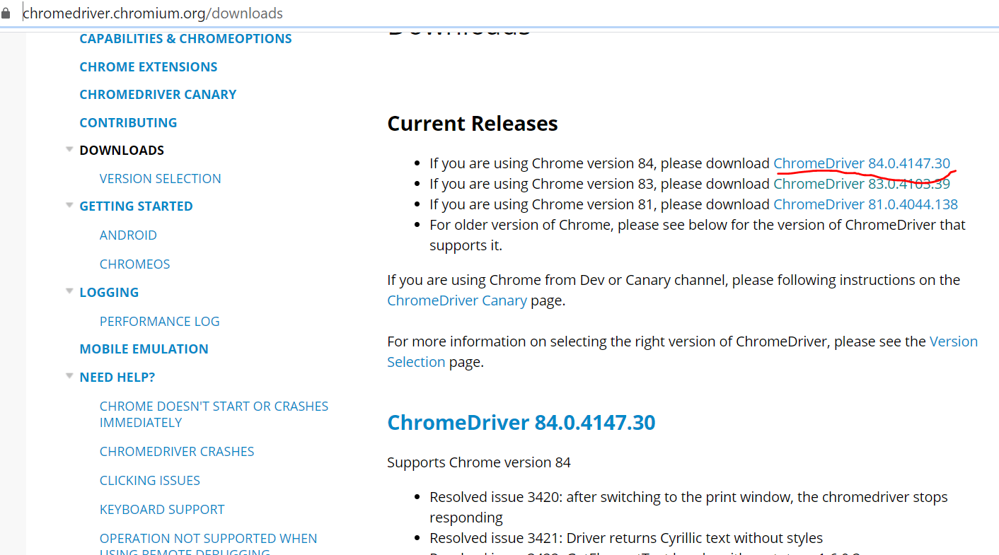 chromedriver.chromium.org/downloads
CAPABILITIES & CHROMEOPTIONS
CHROME EXTENSIONS
CHROMEDRIVER CANARY
CONTRIBUTING
DOWNLOADS
VERSION SELECTION
GETTING STARTED
ANDROID
CHROMEOS
LOGGING
PERFORMANCE LOG
MOBILE EMULATION
NEED HELP?
CHROME DOESN'T START OR CRASHES
IMMEDIATELY
CHROMEDRIVER CRASHES
CLICKING ISSUES
KEYBOARD SUPPORT
OPERATION NOT SUPPORTED WHEN
USING REMOTE DEBUGGING
Downloads
Current Releases
If you are using Chrome version 84, please download ChromeDriver 84.0.4147.30
If you are using Chrome version 83, please download ChromeDriver 83.0.4103.39
If you are using Chrome version 81, please download ChromeDriver 81.0.4044.138
For older version of Chrome, please see below for the version of ChromeDriver that
supports it.
If you are using Chrome from Dev or Canary channel, please following instructions on the
ChromeDriver Canary page.
For more information on selecting the right version of ChromeDriver, please see the Version
Selection page.
ChromeDriver 84.0.4147.30
Supports Chrome version 84
Resolved issue 3420: after switching to the print window, the chromedriver stops
responding
Resolved issue 3421: Driver returns Cyrillic text without styles